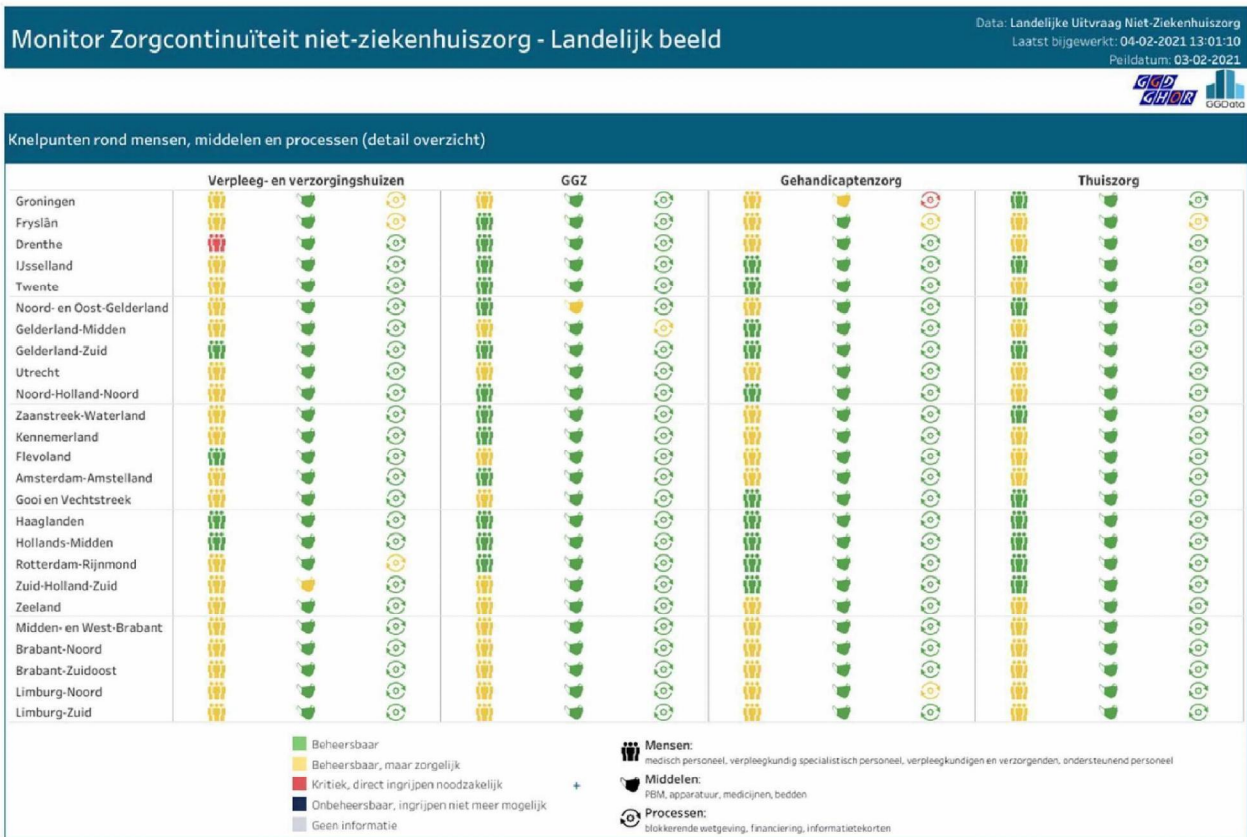 Monitor Zorgcontinuïteit niet-ziekenhuiszorg - Landelijk beeld
Data: Landelijke Uitvraag Niet-Ziekenhuiszorg
Laatst bijgewerkt: 04-02-2021 13:01:10
Peildatum: 03-02-2021
GGD
GHOR
GGData
Knelpunten rond mensen, middelen en processen (detail overzicht)
Verpleeg- en verzorgingshuizen GGZ Gehandicaptenzorg Thuiszorg
Groningen
Fryslân
Drenthe
IJsselland
Twente
Noord- en Oost-Gelderland
Gelderland-Midden
Gelderland-Zuid
Utrecht
Noord-Holland-Noord
Zaanstreek-Waterland
Kennemerland
Flevoland
Amsterdam-Amstelland
Gooi en Vechtstreek
Haaglanden
Hollands-Midden
Rotterdam-Rijnmond
Zuid-Holland-Zuid
Zeeland
Midden- en West-Brabant
Brabant-Noord
Brabant-Zuidoost
Limburg-Noord
Limburg-Zuid
Beheersbaar
Beheersbaar, maar zorgelijk
Kritiek, direct ingrijpen noodzakelijk
+
Onbeheersbaar, ingrijpen niet meer mogelijk
Geen informatie
Mensen:
medisch personeel, verpleegkundig specialistisch personeel, verpleegkundigen en verzorgenden, ondersteunend personeel
Middelen:
PBM, apparatuur, medicijnen, bedden
Processen:
blokkerende wetgeving, financiering, informatietekorten